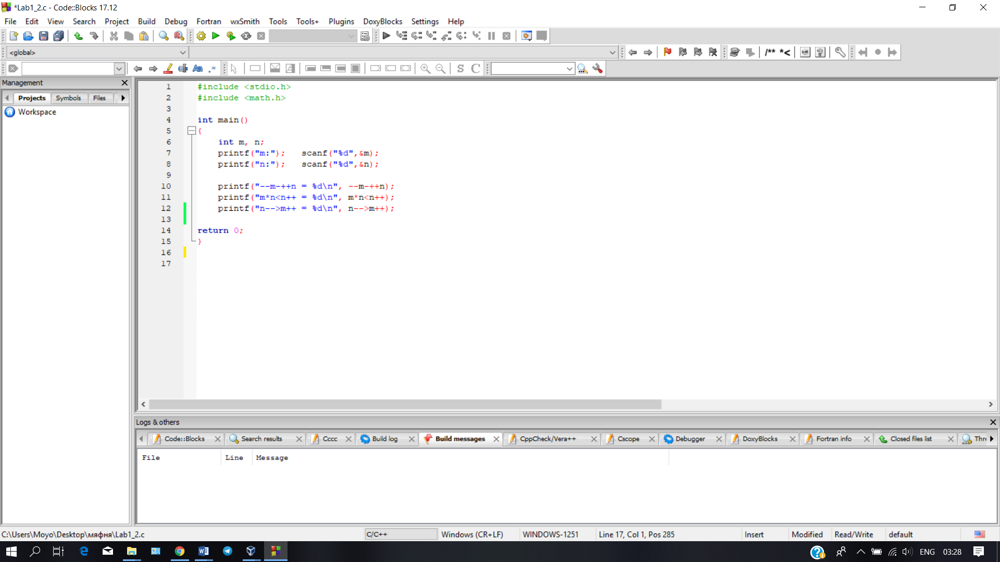 *Lab1_2.c - Code::Blocks 17.12
File Edit View Search Project Build Debug Fortran wxSmith Tools Tools+ Plugins DoxyBlocks Settings Help
<global>
/** *<
S C
Management
Projects Symbols Files
Workspace
1 #include <stdio.h>
2 #include <math.h>
3
4 int main()
5 {
6 int m, n;
7 printf("m:"); scanf("%d",&m);
8 printf("n:"); scanf("%d",&n);
9
10 printf("--m-++n = %d\n", --m-++n);
11 printf("m*n<n++ = %d\n", m*n<n++);
12 printf("n-->m++ = %d\n", n-->m++);
13
14 return 0;
15 }
16
17
Logs & others
Code::Blocks Search results Cccc Build log Build messages CppCheck/Vera++ Cscope Debugger DoxyBlocks Fortran info Closed files list Thre
File Line Message
C:\Users\Moyo\Desktop\мяфня\Lab1_2.c C/C++ Windows (CR+LF) WINDOWS-1251 Line 17, Col 1, Pos 285 Insert Modified Read/Write default
ENG 03:28